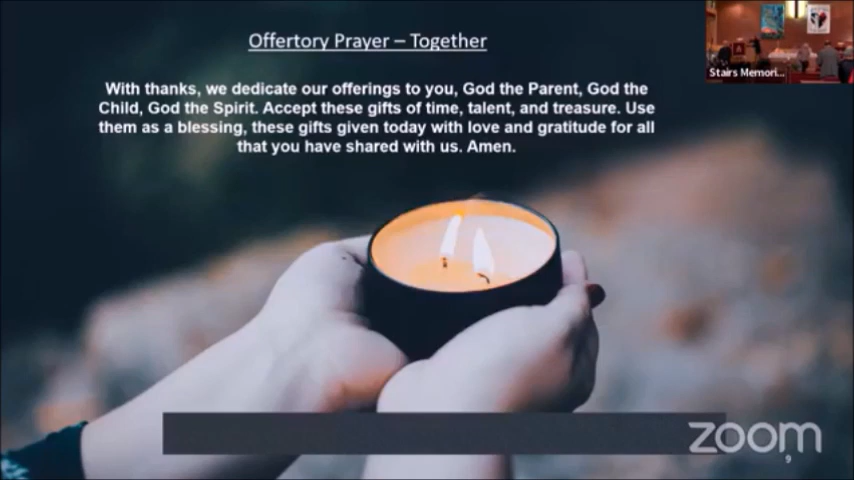 Offertory Prayer – Together
With thanks, we dedicate our offerings to you, God the Parent, God the
Child, God the Spirit. Accept these gifts of time, talent, and treasure. Use
them as a blessing, these gifts given today with love and gratitude for all
that you have shared with us. Amen.
Stairs Memori...
zoom
9